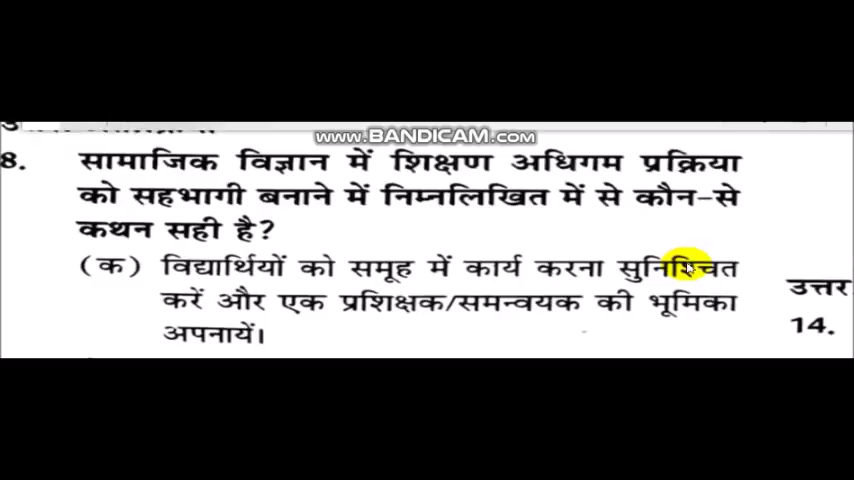 www.BANDICAM.com
8. सामाजिक विज्ञान में शिक्षण अधिगम प्रक्रिया
को सहभागी बनाने में निम्नलिखित में से कौन-से
कथन सही है?
(क) विद्यार्थियों को समूह में कार्य करना सुनिश्चित
करें और एक प्रशिक्षक/समन्वयक की भूमिका
अपनायें।
उत्तर
14.